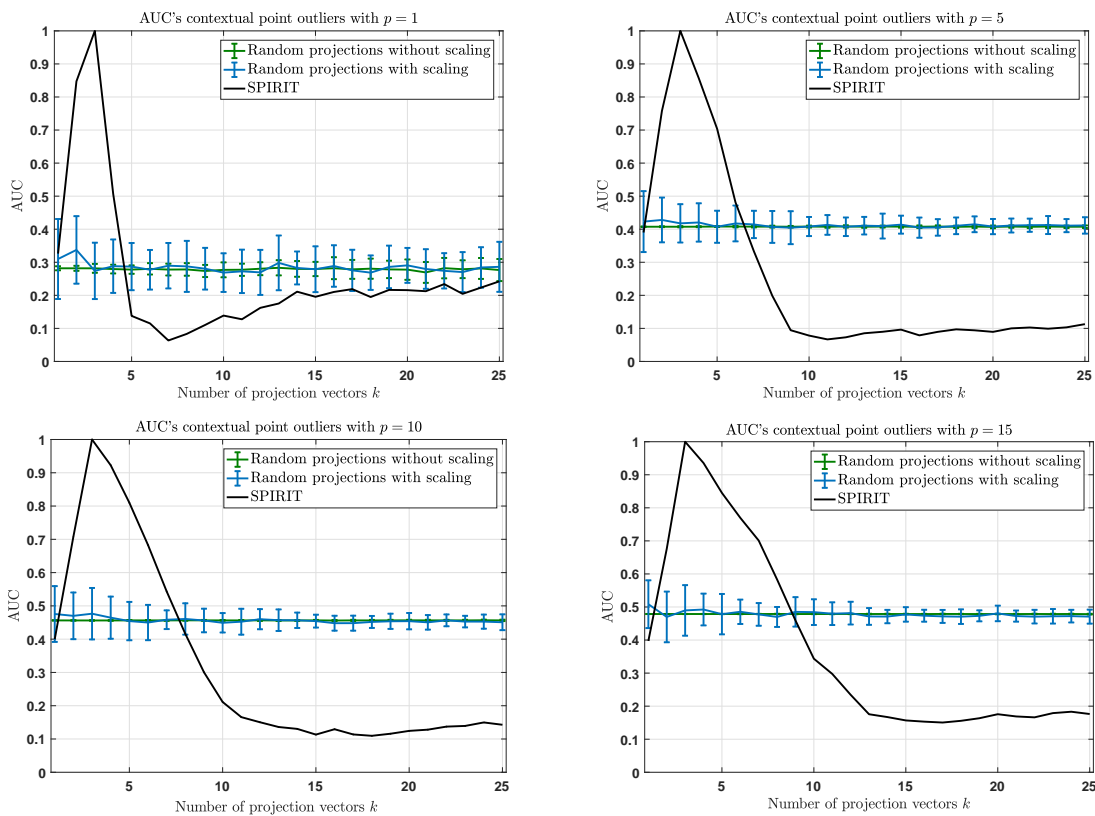 AUC's contextual point outliers with p = 1
1
0.9
0.8
0.7
0.6
0.5
0.4
0.3
0.2
0.1
0
AUC
Random projections without scaling
Random projections with scaling
SPIRIT
5 10 15 20 25
Number of projection vectors k
AUC's contextual point outliers with p = 5
1
0.9
0.8
0.7
0.6
0.5
0.4
0.3
0.2
0.1
0
AUC
Random projections without scaling
Random projections with scaling
SPIRIT
5 10 15 20 25
Number of projection vectors k
AUC's contextual point outliers with p = 10
1
0.9
0.8
0.7
0.6
0.5
0.4
0.3
0.2
0.1
0
AUC
Random projections without scaling
Random projections with scaling
SPIRIT
5 10 15 20 25
Number of projection vectors k
AUC's contextual point outliers with p = 15
1
0.9
0.8
0.7
0.6
0.5
0.4
0.3
0.2
0.1
0
AUC
Random projections without scaling
Random projections with scaling
SPIRIT
5 10 15 20 25
Number of projection vectors k